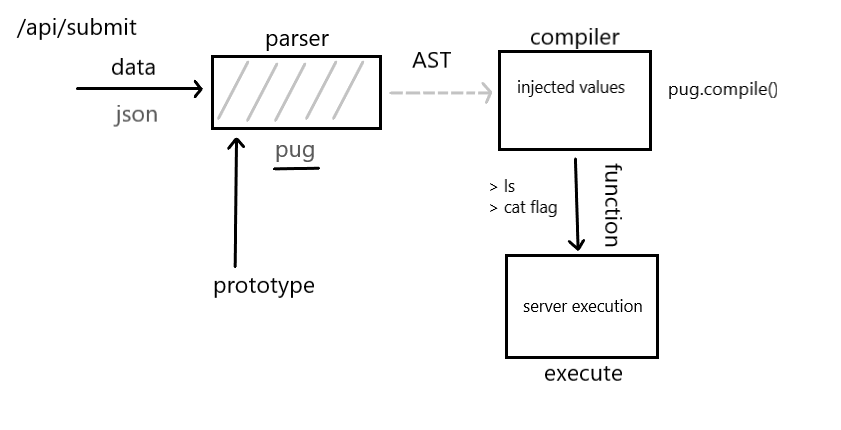 /api/submit
parser
compiler
data
AST
injected values
pug.compile()
json
pug
> ls
> cat flag
function
prototype
server execution
execute